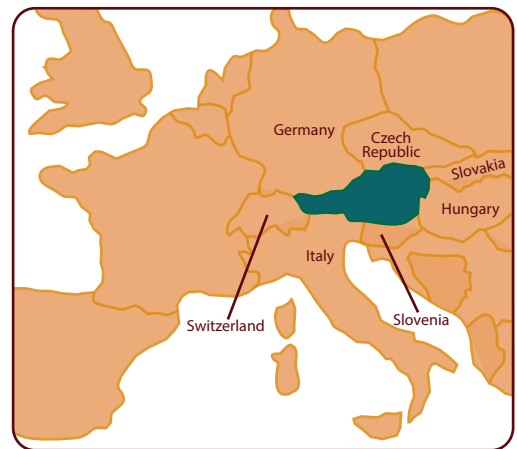 Germany
Czech
Republic
Slovakia
Hungary
Italy
Switzerland
Slovenia